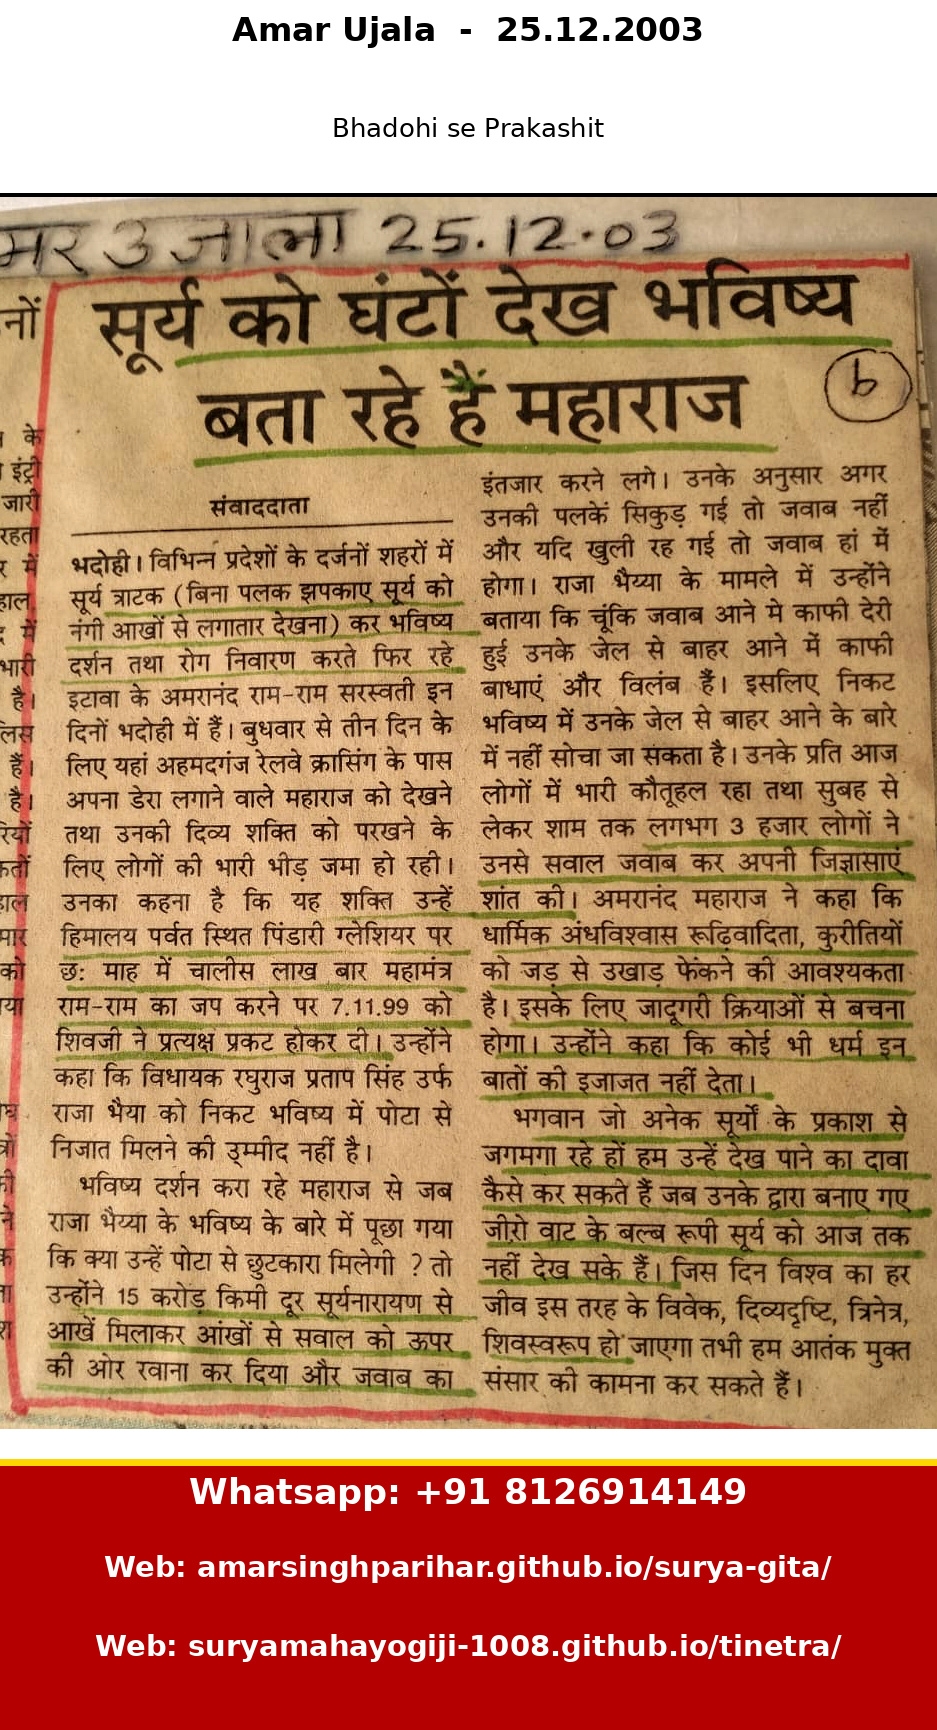 Amar Ujala - 25.12.2003
Bhadohi se Prakashit
मर उजाला 25.12.03
सूर्य को घंटों देख भविष्य
बता रहे हैं महाराज
6
संवाददाता
भदोही। विभिन्न प्रदेशों के दर्जनों शहरों में
सूर्य त्राटक (बिना पलक झपकाए सूर्य को
नंगी आखों से लगातार देखना) कर भविष्य
दर्शन तथा रोग निवारण करते फिर रहे
इटावा के अमरानंद राम-राम सरस्वती इन
दिनों भदोही में हैं। बुधवार से तीन दिन के
लिए यहां अहमदगंज रेलवे क्रासिंग के पास
अपना डेरा लगाने वाले महाराज को देखने
तथा उनकी दिव्य शक्ति को परखने के
लिए लोगों की भारी भीड़ जमा हो रही।
उनका कहना है कि यह शक्ति उन्हें
हिमालय पर्वत स्थित पिंडारी ग्लेशियर पर
छः माह में चालीस लाख बार महामंत्र
राम-राम का जप करने पर 7.11.99 को
शिवजी ने प्रत्यक्ष प्रकट होकर दी। उन्होंने
कहा कि विधायक रघुराज प्रताप सिंह उर्फ
राजा भैया को निकट भविष्य में पोटा से
निजात मिलने की उम्मीद नहीं है।
भविष्य दर्शन करा रहे महाराज से जब
राजा भैय्या के भविष्य के बारे में पूछा गया
कि क्या उन्हें पोटा से छुटकारा मिलेगी ? तो
उन्होंने 15 करोड़ किमी दूर सूर्यनारायण से
आखें मिलाकर आंखों से सवाल को ऊपर
की ओर रवाना कर दिया और जवाब का
इंतजार करने लगे। उनके अनुसार अगर
उनकी पलकें सिकुड़ गई तो जवाब नहीं
और यदि खुली रह गई तो जवाब हां में
होगा। राजा भैय्या के मामले में उन्होंने
बताया कि चूंकि जवाब आने मे काफी देरी
हुई उनके जेल से बाहर आने में काफी
बाधाएं और विलंब हैं। इसलिए निकट
भविष्य में उनके जेल से बाहर आने के बारे
में नहीं सोचा जा सकता है। उनके प्रति आज
लोगों में भारी कौतूहल रहा तथा सुबह से
लेकर शाम तक लगभग 3 हजार लोगों ने
उनसे सवाल जवाब कर अपनी जिज्ञासाएं
शांत की। अमरानंद महाराज ने कहा कि
धार्मिक अंधविश्वास रूढ़िवादिता, कुरीतियों
को जड़ से उखाड़ फेंकने की आवश्यकता
है। इसके लिए जादूगरी क्रियाओं से बचना
होगा। उन्होंने कहा कि कोई भी धर्म इन
बातों की इजाजत नहीं देता।
भगवान जो अनेक सूर्यों के प्रकाश से
जगमगा रहे हों हम उन्हें देख पाने का दावा
कैसे कर सकते हैं जब उनके द्वारा बनाए गए
जीरो वाट के बल्ब रूपी सूर्य को आज तक
नहीं देख सके हैं। जिस दिन विश्व का हर
जीव इस तरह के विवेक, दिव्यदृष्टि, त्रिनेत्र,
शिवस्वरूप हो जाएगा तभी हम आतंक मुक्त
संसार की कामना कर सकते हैं।
Whatsapp: +91 8126914149
Web: amarsinghparihar.github.io/surya-gita/
Web: suryamahayogiji-1008.github.io/tinetra/